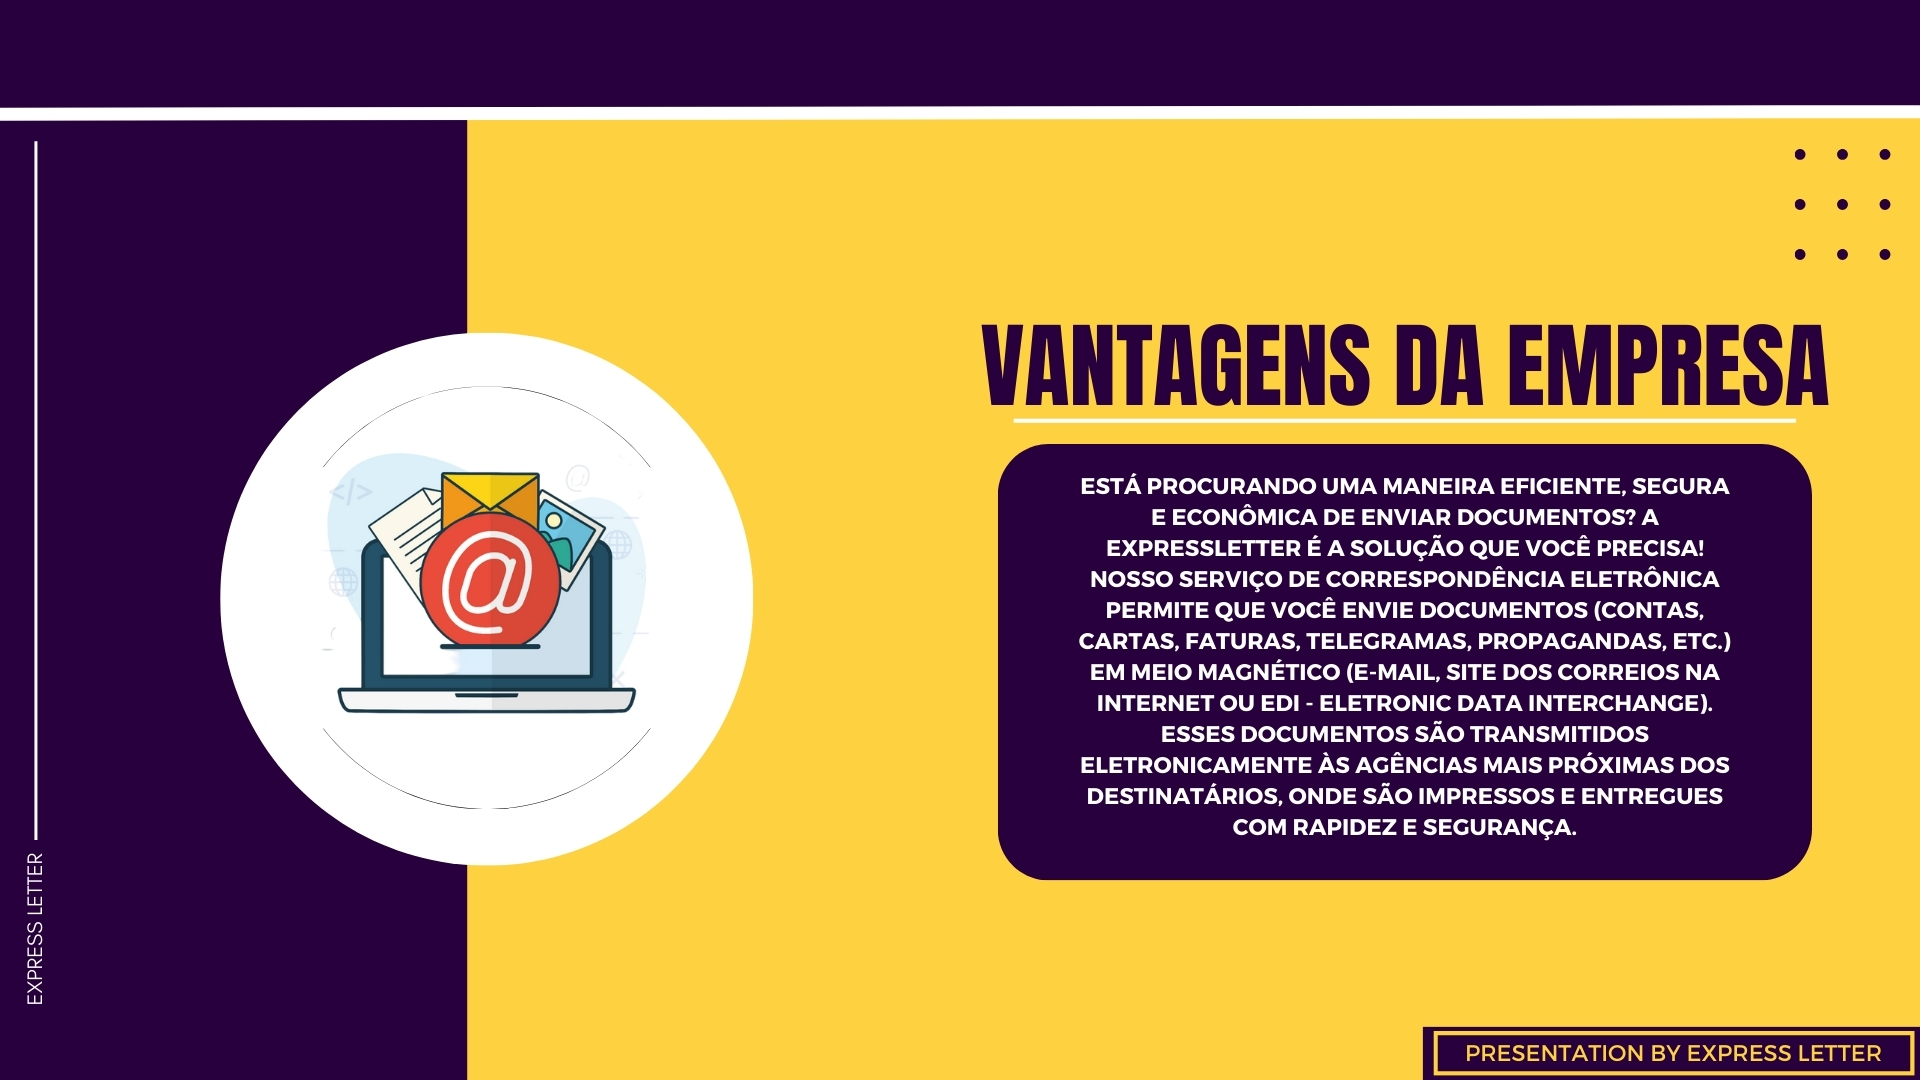 VANTAGENS DA EMPRESA
ESTÁ PROCURANDO UMA MANEIRA EFICIENTE, SEGURA
E ECONÔMICA DE ENVIAR DOCUMENTOS? A
EXPRESSLETTER É A SOLUÇÃO QUE VOCÊ PRECISA!
NOSSO SERVIÇO DE CORRESPONDÊNCIA ELETRÔNICA
PERMITE QUE VOCÊ ENVIE DOCUMENTOS (CONTAS,
CARTAS, FATURAS, TELEGRAMAS, PROPAGANDAS, ETC.)
EM MEIO MAGNÉTICO (E-MAIL, SITE DOS CORREIOS NA
INTERNET OU EDI - ELETRONIC DATA INTERCHANGE).
ESSES DOCUMENTOS SÃO TRANSMITIDOS
ELETRONICAMENTE ÀS AGÊNCIAS MAIS PRÓXIMAS DOS
DESTINATÁRIOS, ONDE SÃO IMPRESSOS E ENTREGUES
COM RAPIDEZ E SEGURANÇA.
</>
@
@
EXPRESS LETTER
PRESENTATION BY EXPRESS LETTER